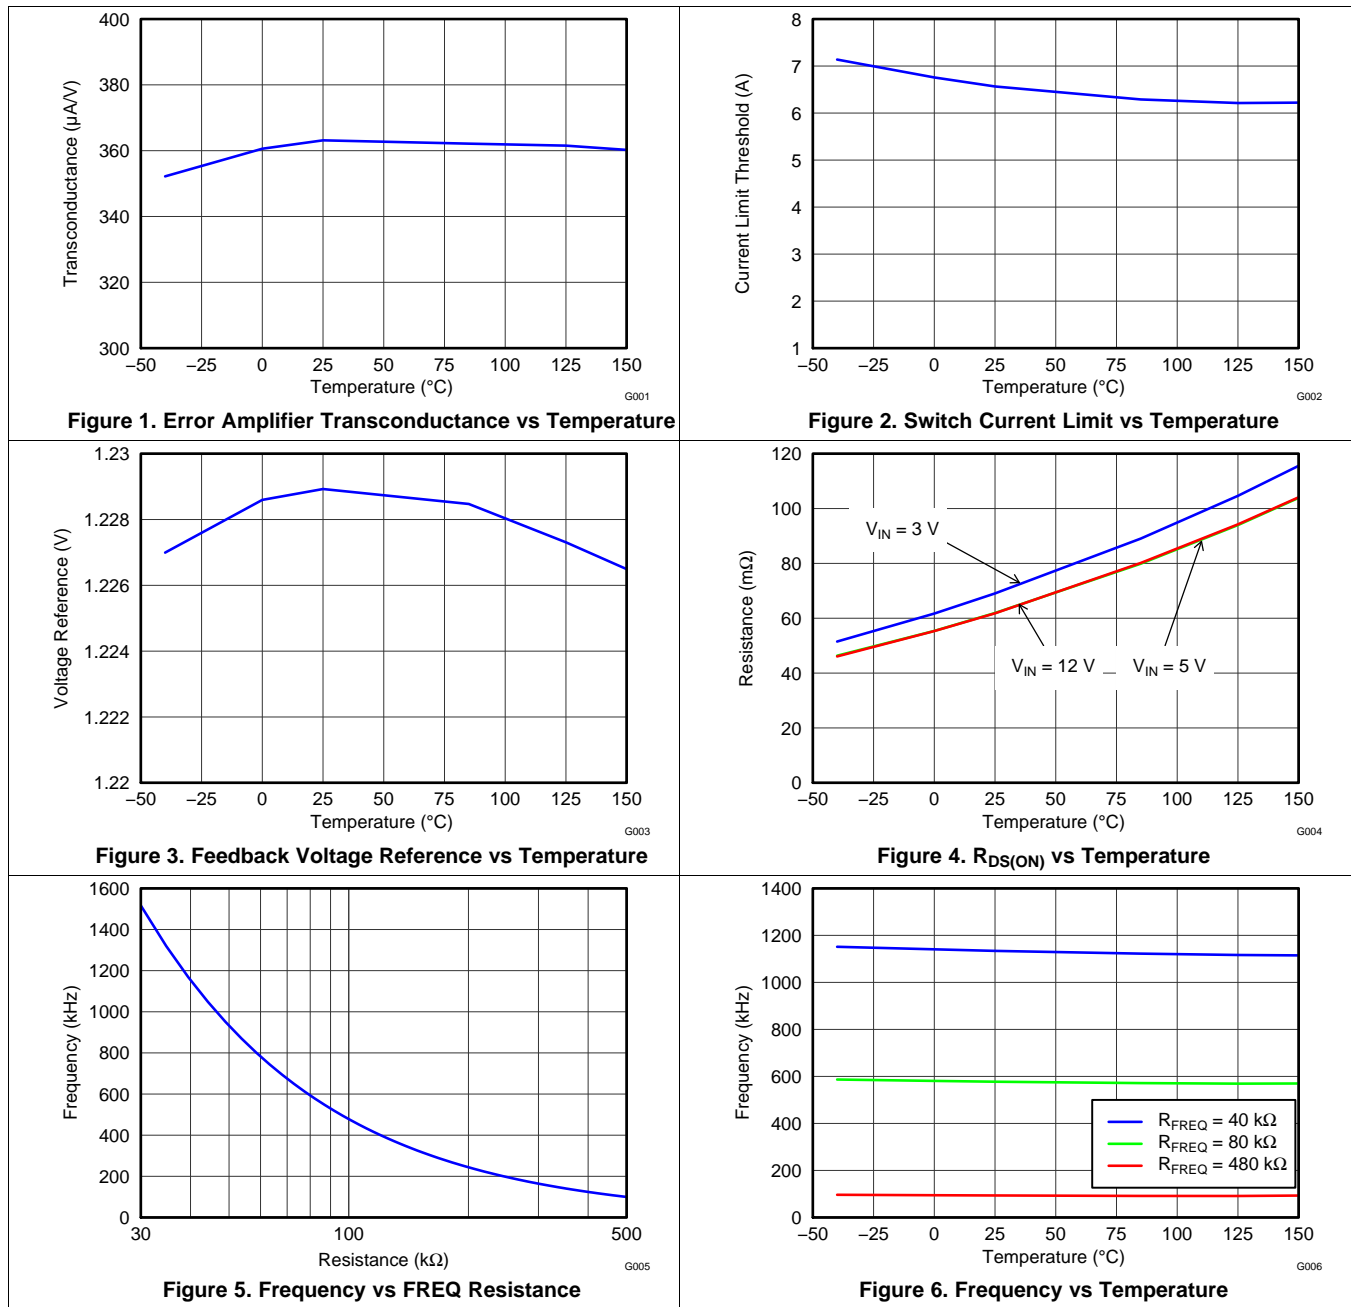 400
380
360
340
320
300
Transconductance (µA/V)
−50 −25 0 25 50 75 100 125 150
Temperature (°C)
G001
Figure 1. Error Amplifier Transconductance vs Temperature
8
7
6
5
4
3
2
1
Current Limit Threshold (A)
−50 −25 0 25 50 75 100 125 150
Temperature (°C)
G002
Figure 2. Switch Current Limit vs Temperature
1.23
1.228
1.226
1.224
1.222
1.22
Voltage Reference (V)
−50 −25 0 25 50 75 100 125 150
Temperature (°C)
G003
Figure 3. Feedback Voltage Reference vs Temperature
120
100
80
60
40
20
0
Resistance (mΩ)
VIN = 3 V
VIN = 12 V
VIN = 5 V
−50 −25 0 25 50 75 100 125 150
Temperature (°C)
G004
Figure 4. RDS(ON) vs Temperature
1600
1400
1200
1000
800
600
400
200
0
Frequency (kHz)
30 100 500
Resistance (kΩ)
G005
Figure 5. Frequency vs FREQ Resistance
1400
1200
1000
800
600
400
200
0
Frequency (kHz)
RFREQ = 40 kΩ
RFREQ = 80 kΩ
RFREQ = 480 kΩ
−50 −25 0 25 50 75 100 125 150
Temperature (°C)
G006
Figure 6. Frequency vs Temperature